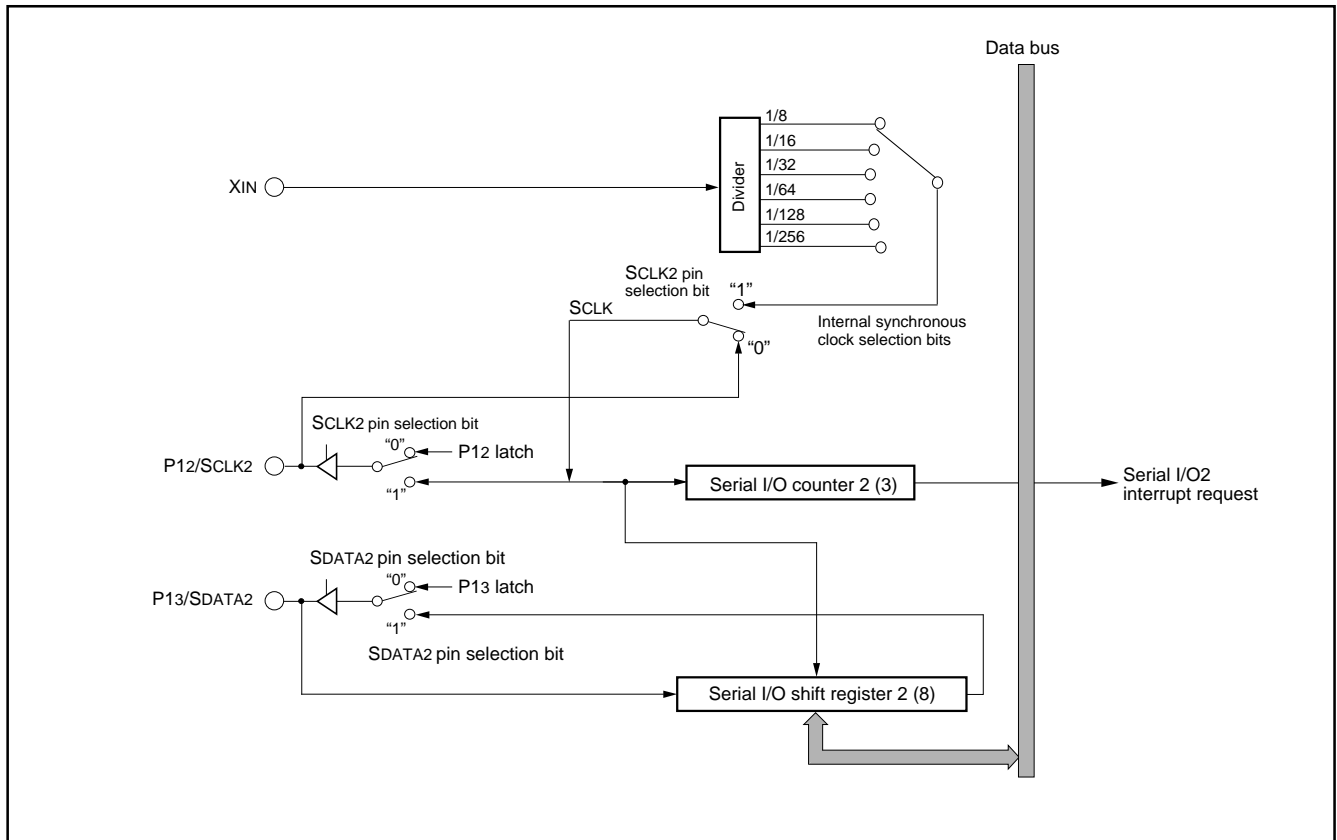 Data bus
1/8
1/16
1/32
1/64
1/128
1/256
Divider
XIN
SCLK2 pin
selection bit
“1”
SCLK
“0”
Internal synchronous
clock selection bits
SCLK2 pin selection bit
“0”
P12 latch
P12/SCLK2
“1”
Serial I/O counter 2 (3)
Serial I/O2
interrupt request
SDATA2 pin selection bit
“0”
P13 latch
P13/SDATA2
“1”
SDATA2 pin selection bit
Serial I/O shift register 2 (8)